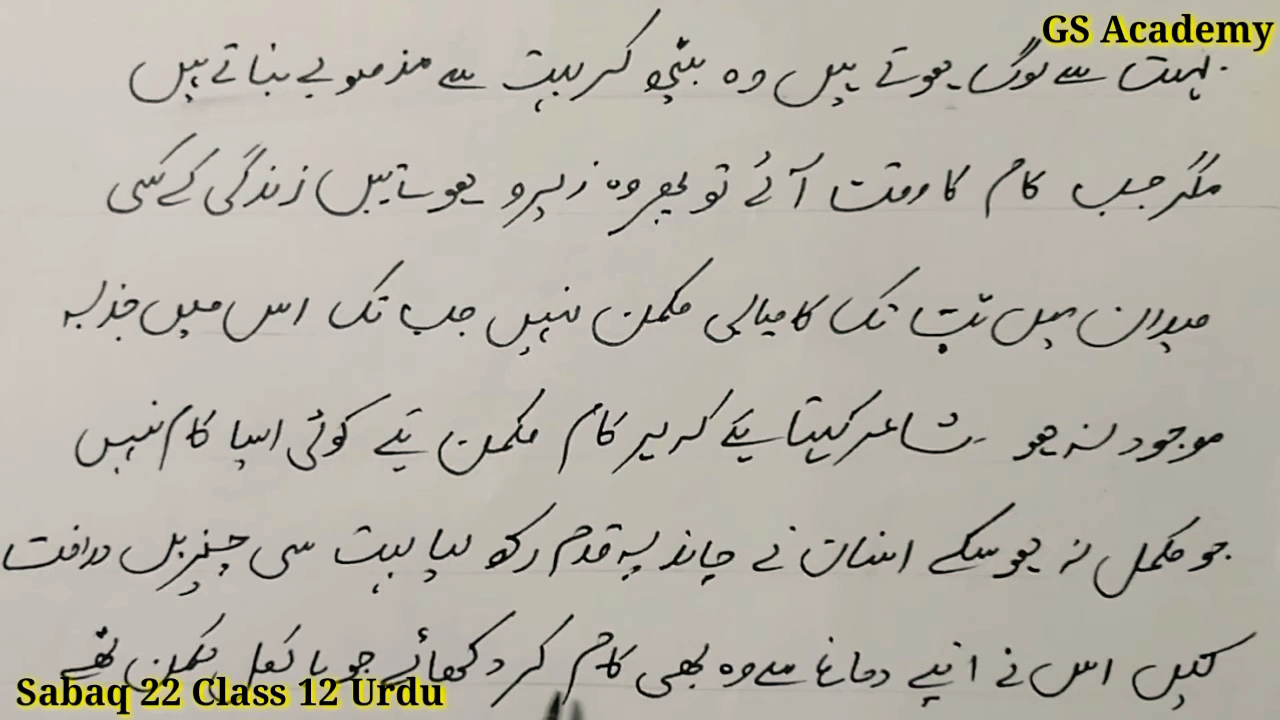 GS Academy
بہت سے لوگ ہوتے ہیں وہ بیٹھ کر بہت سے منصوبے بناتے ہیں
مگر جب کام کا وقت آئے تو پھر وہ زیرو ہوتے ہیں زندگی کے کسی
میدان میں تب تک کامیابی ممکن نہیں جب تک اس میں جذبہ
موجود نہ ہو ۔ شاعر کہتا ہے کہ ہر کام ممکن ہے کوئی ایسا کام نہیں
جو مکمل نہ ہو سکے انسان نے چاند پہ قدم رکھ لیا بہت سی چیزیں دریافت
کیں اس نے اپنے دماغ سے وہ بھی کام کر دکھائے جو نا ممکن تھے
Sabaq 22 Class 12 Urdu